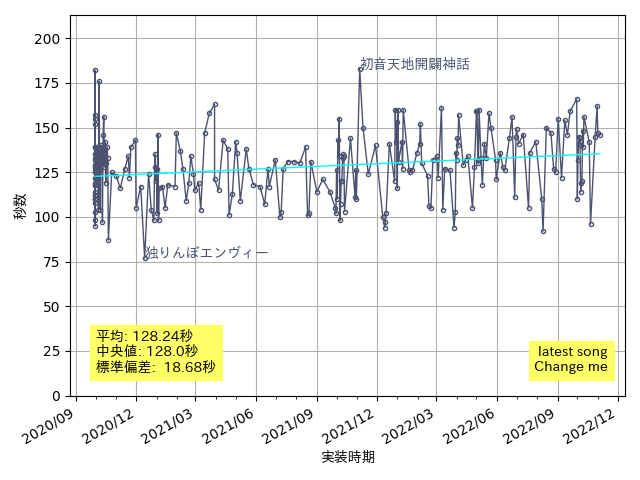 200
175
150
125
100
75
50
25
0
秒数
初音天地開闢神話
独りんぼエンヴィー
平均: 128.24秒
中央値: 128.0秒
標準偏差: 18.68秒
latest song
Change me
2020/09
2020/12
2021/03
2021/06
2021/09
2021/12
2022/03
2022/06
2022/09
2022/12
実装時期